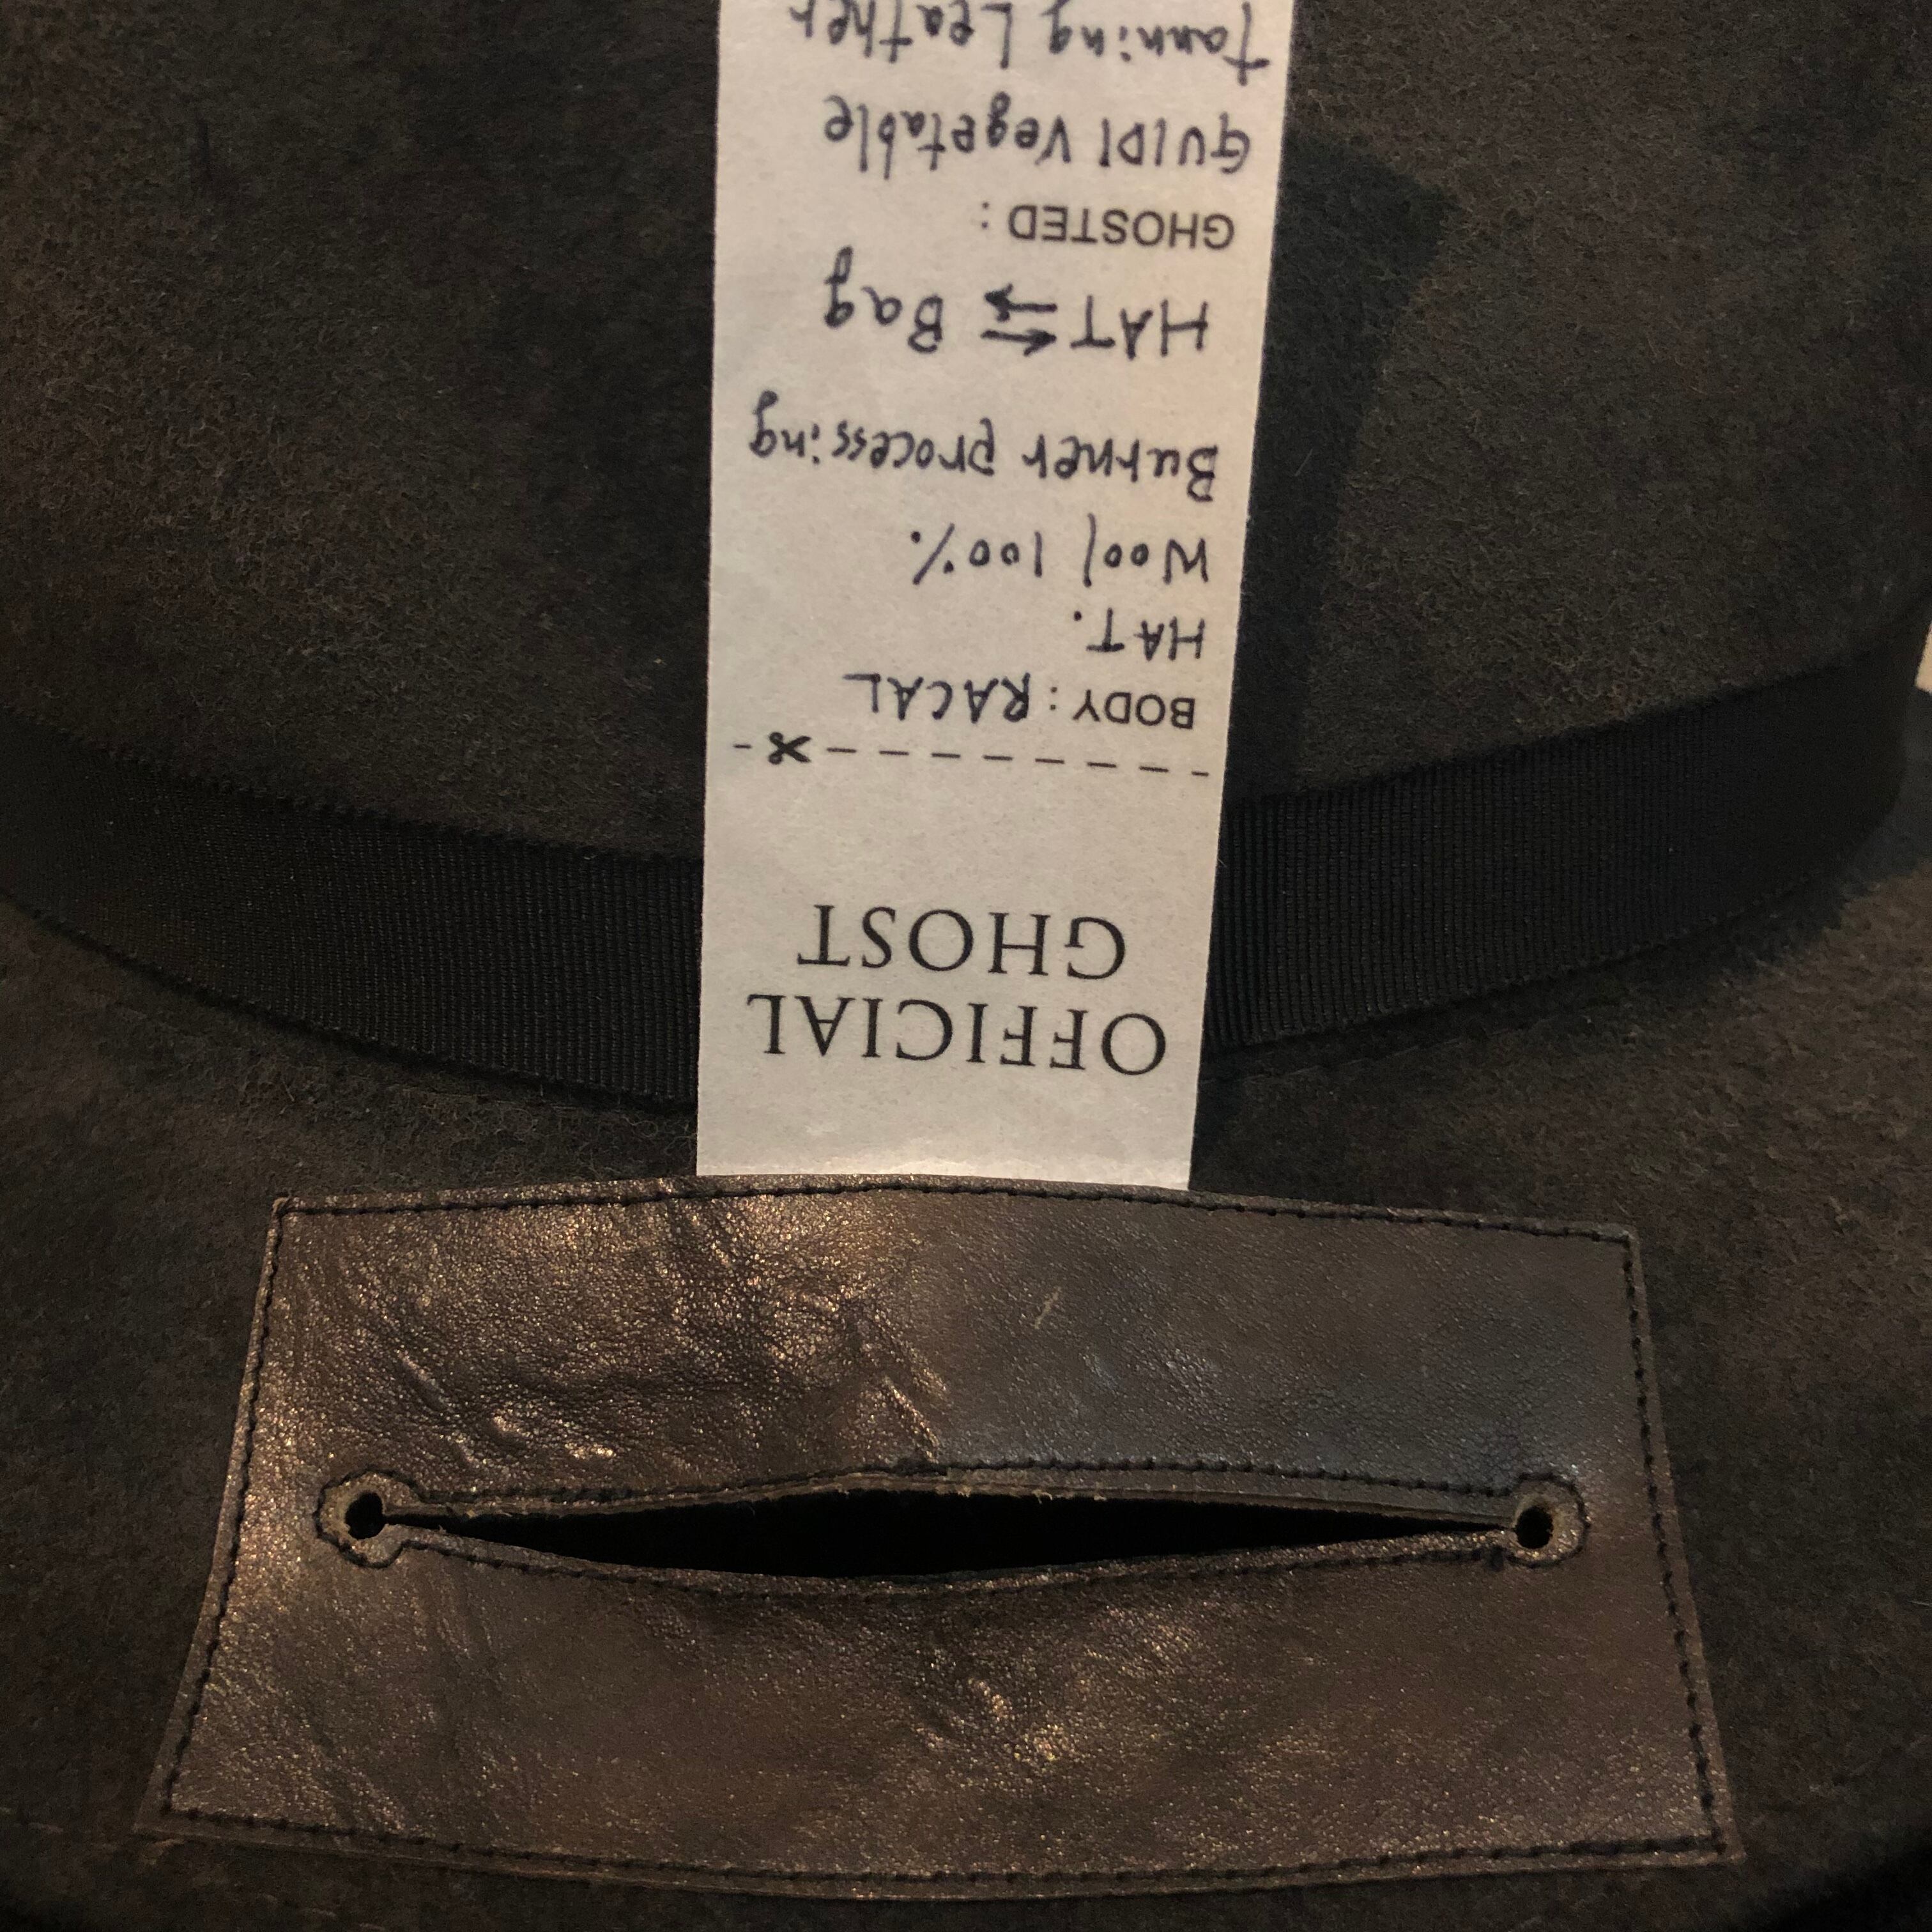 OFFICIAL
GHOST
BODY : RACAL
HAT.
Wool 100%.
Burner processing
HAT ⇆ Bag
GHOSTED :
GUIDI Vegetable
Tanning Leather